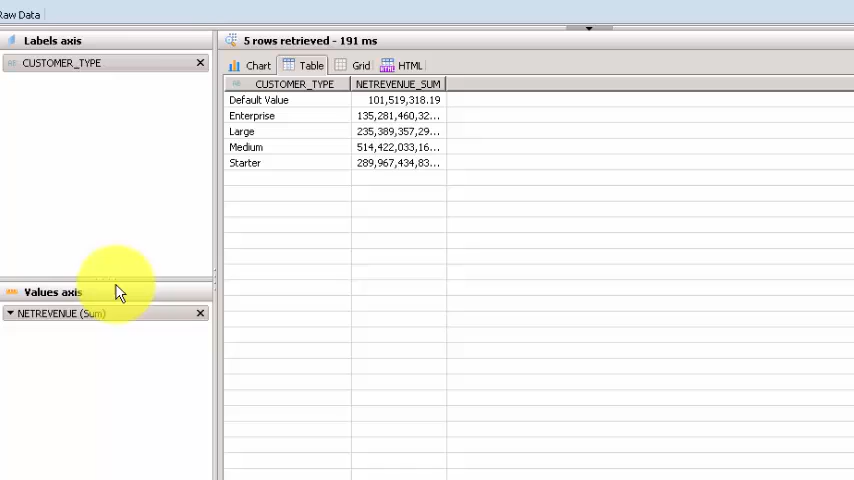 Raw Data
Labels axis
CUSTOMER_TYPE
5 rows retrieved - 191 ms
Chart Table Grid HTML
CUSTOMER_TYPE NETREVENUE_SUM
Default Value 101,519,318.19
Enterprise 135,281,460,32...
Large 235,389,357,29...
Medium 514,422,033,16...
Starter 289,967,434,83...
Values axis
NETREVENUE (Sum)